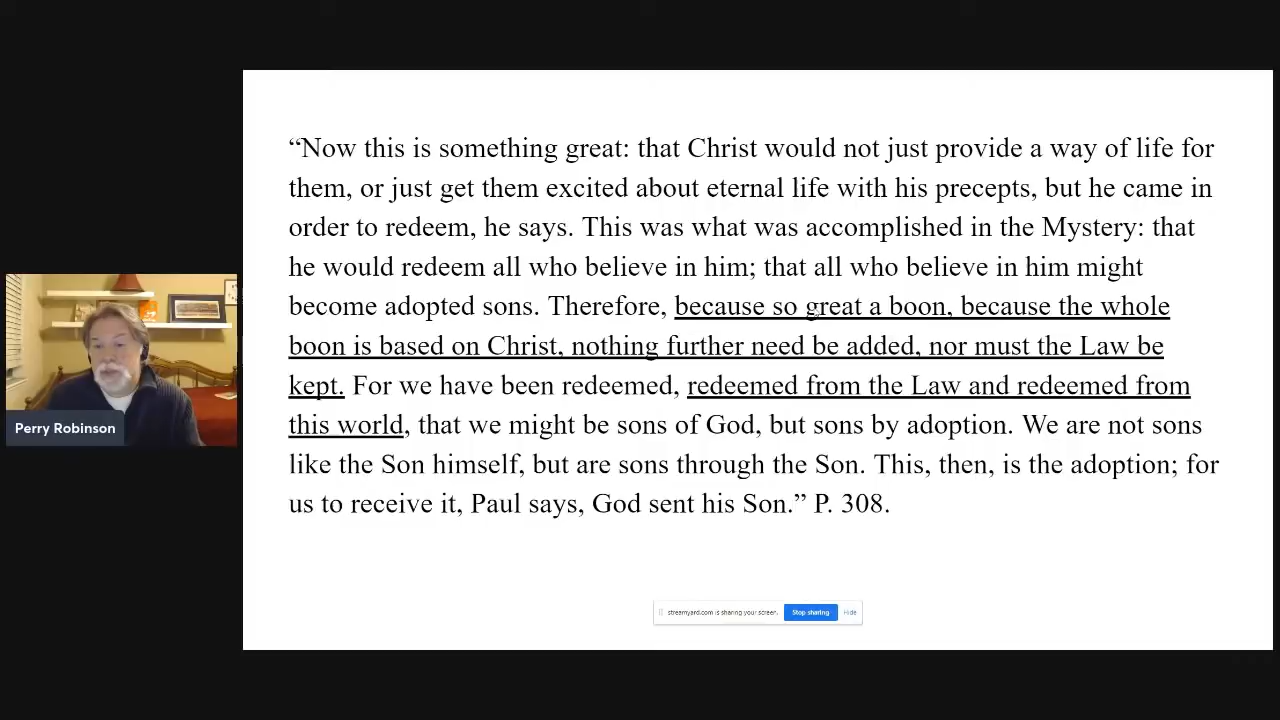 “Now this is something great: that Christ would not just provide a way of life for
them, or just get them excited about eternal life with his precepts, but he came in
order to redeem, he says. This was what was accomplished in the Mystery: that
he would redeem all who believe in him; that all who believe in him might
become adopted sons. Therefore, because so great a boon, because the whole
boon is based on Christ, nothing further need be added, nor must the Law be
kept. For we have been redeemed, redeemed from the Law and redeemed from
this world, that we might be sons of God, but sons by adoption. We are not sons
like the Son himself, but are sons through the Son. This, then, is the adoption; for
us to receive it, Paul says, God sent his Son.” P. 308.
Perry Robinson
streamyard.com is sharing your screen. Stop sharing Hide